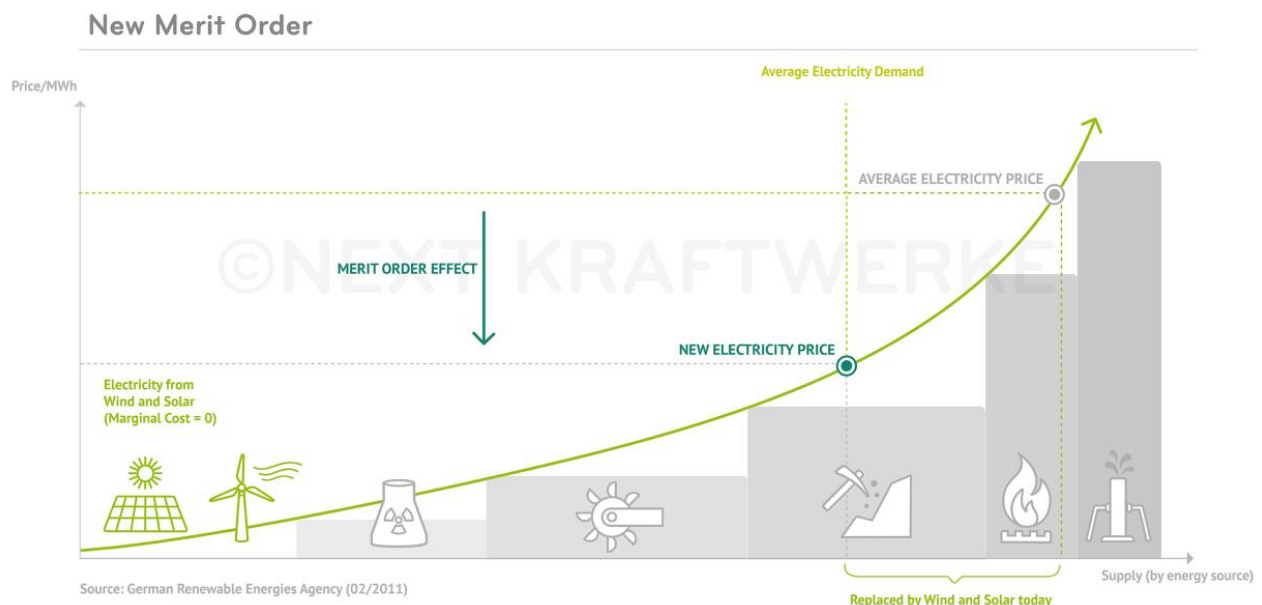 New Merit Order
Average Electricity Demand
Price/MWh
AVERAGE ELECTRICITY PRICE
©NEXT KRAFTWERKE
MERIT ORDER EFFECT
NEW ELECTRICITY PRICE
Electricity from
Wind and Solar
(Marginal Cost = 0)
Supply (by energy source)
Source: German Renewable Energies Agency (02/2011)
Replaced by Wind and Solar today